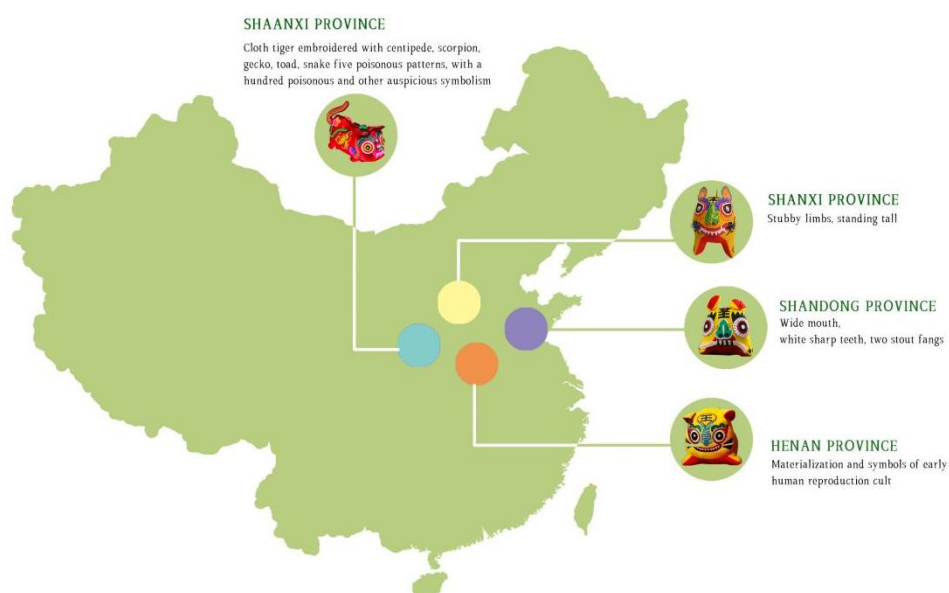 SHAANXI PROVINCE
Cloth tiger embroidered with centipede, scorpion,
gecko, toad, snake five poisonous patterns, with a
hundred poisonous and other auspicious symbolism
SHANXI PROVINCE
Stubby limbs, standing tall
SHANDONG PROVINCE
Wide mouth,
white sharp teeth, two stout fangs
HENAN PROVINCE
Materialization and symbols of early
human reproduction cult